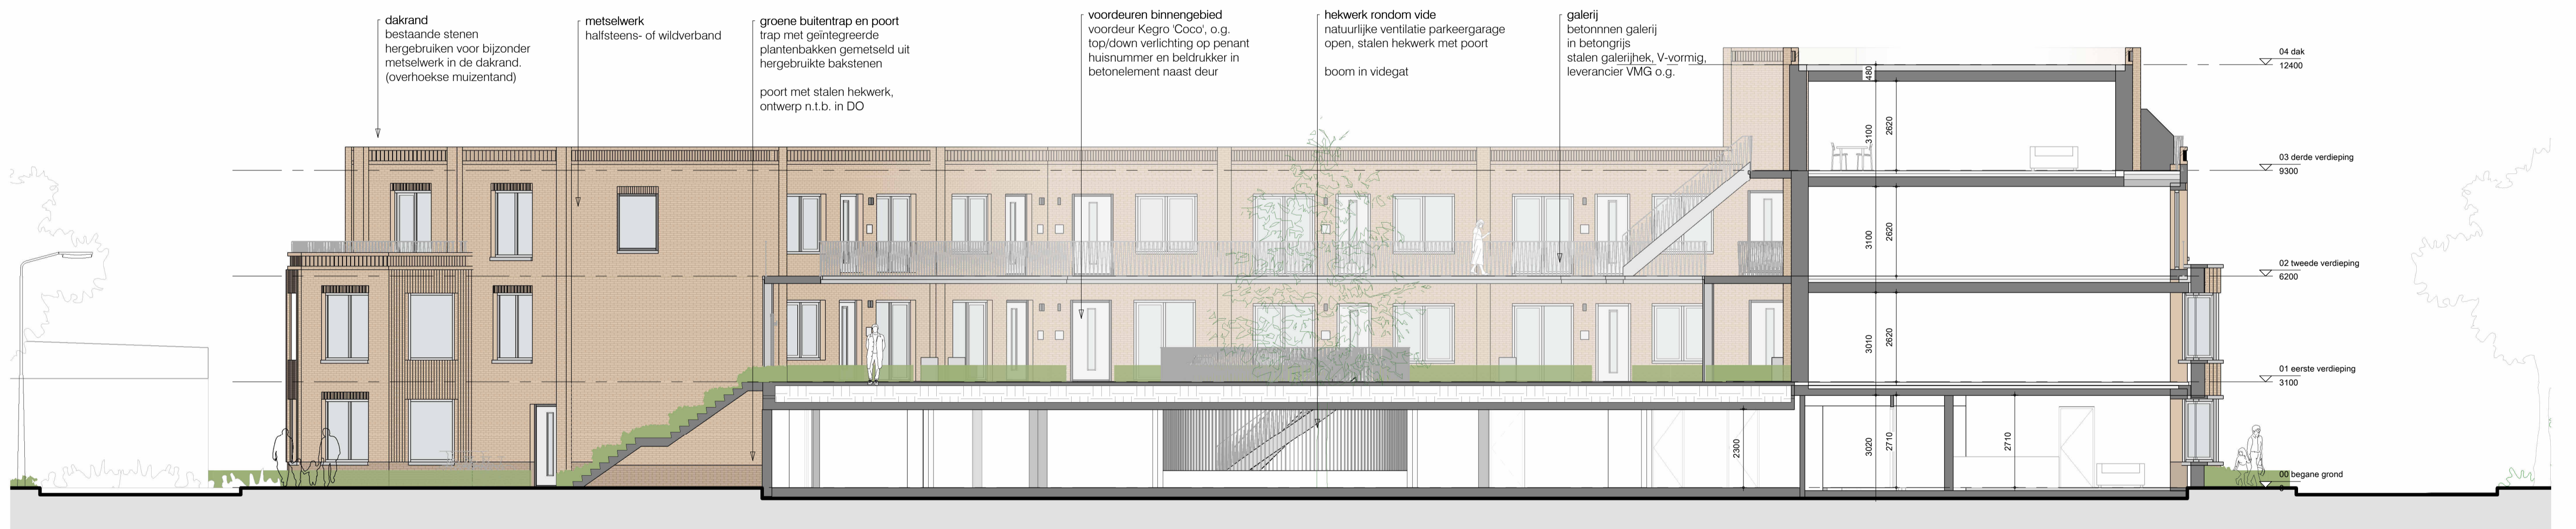 dakrand
bestaande stenen
hergebruiken voor bijzonder
metselwerk in de dakrand.
(overhoekse muizentand)
metselwerk
halfsteens- of wildverband
groene buitentrap en poort
trap met geïntegreerde
plantenbakken gemetseld uit
hergebruikte bakstenen
poort met stalen hekwerk,
ontwerp n.t.b. in DO
voordeuren binnengebied
voordeur Kegro 'Coco', o.g.
top/down verlichting op penant
huisnummer en beldrukker in
betonelement naast deur
hekwerk rondom vide
natuurlijke ventilatie parkeergarage
open, stalen hekwerk met poort
boom in videgat
galerij
betonnnen galerij
in betongrijs
stalen galerijhek, V-vormig,
leverancier VMG o.g.
04 dak
12400
480
3100
2620
03 derde verdieping
9300
3100
2620
02 tweede verdieping
6200
3010
2620
01 eerste verdieping
3100
2300
3020
2710
2710
00 begane grond